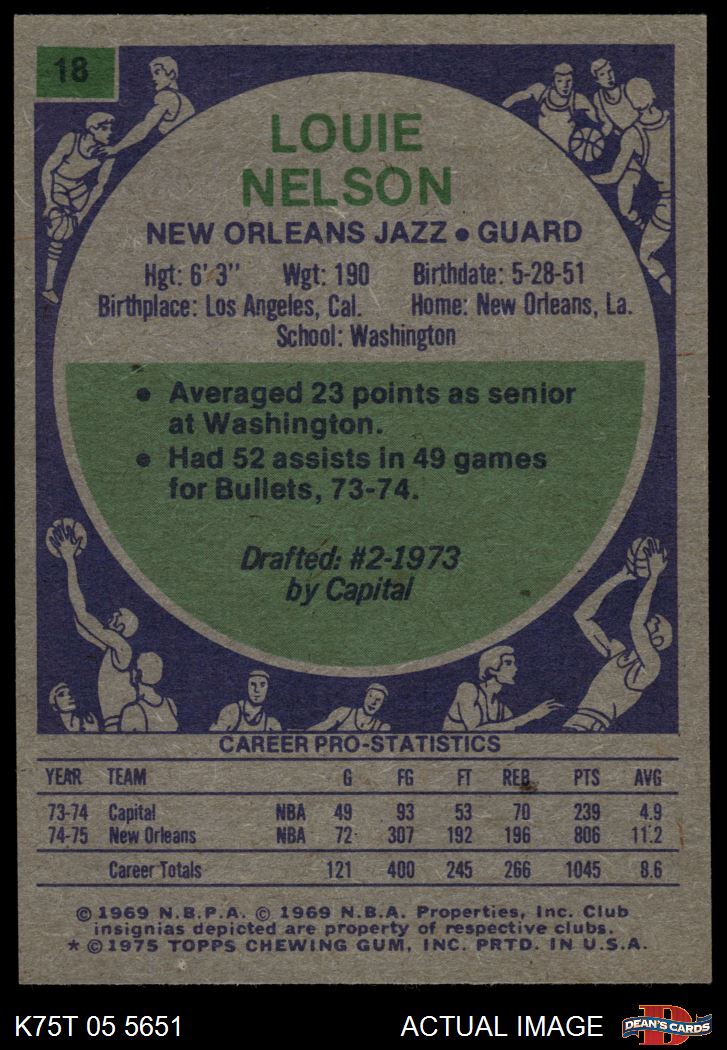 18
LOUIE
NELSON
NEW ORLEANS JAZZ • GUARD
Hgt: 6' 3" Wgt: 190 Birthdate: 5-28-51
Birthplace: Los Angeles, Cal. Home: New Orleans, La.
School: Washington
• Averaged 23 points as senior
at Washington.
• Had 52 assists in 49 games
for Bullets, 73-74.
Drafted: #2-1973
by Capital
CAREER PRO-STATISTICS
YEAR TEAM G FG FT REB PTS AVG
73-74 Capital NBA 49 93 53 70 239 4.9
74-75 New Orleans NBA 72 307 192 196 806 11.2
Career Totals 121 400 245 266 1045 8.6
© 1969 N.B.P.A. © 1969 N.B.A. Properties, Inc. Club
insignias depicted are property of respective clubs.
* © 1975 TOPPS CHEWING GUM, INC. PRTD. IN U.S.A.
K75T 05 5651 ACTUAL IMAGE D DEAN'S CARDS